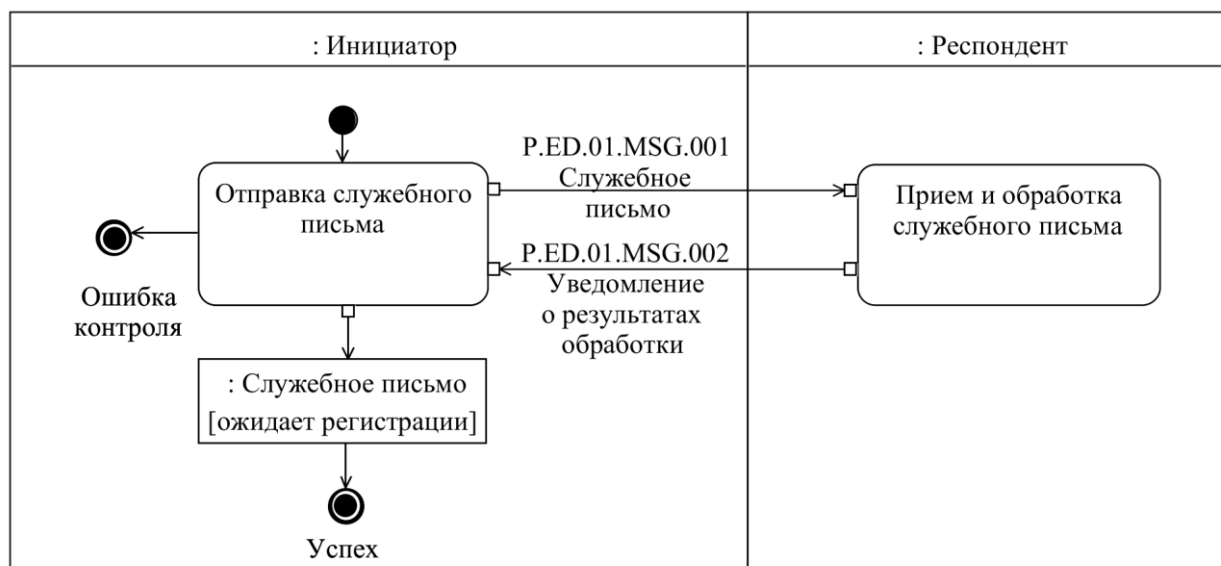 : Инициатор
: Респондент
P.ED.01.MSG.001
Служебное
письмо
Отправка служебного
письма
Прием и обработка
служебного письма
P.ED.01.MSG.002
Уведомление
о результатах
обработки
Ошибка
контроля
: Служебное письмо
[ожидает регистрации]
Успех